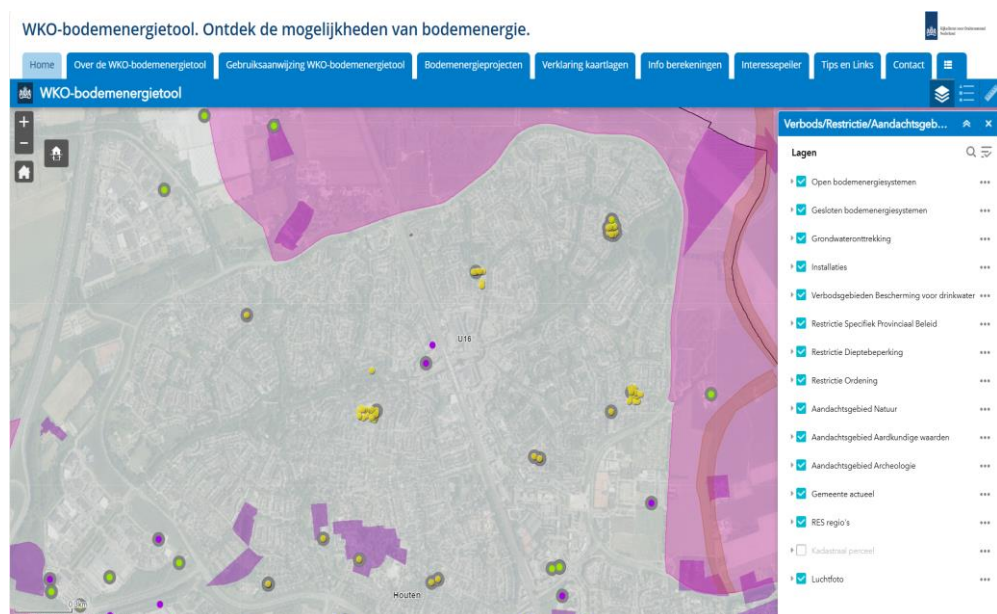 WKO-bodemenergietool. Ontdek de mogelijkheden van bodemenergie.
Home
Over de WKO-bodemenergietool
Gebruiksaanwijzing WKO-bodemenergietool
Bodemenergieprojecten
Verklaring kaartlagen
Info berekeningen
Interessepeiler
Tips en Links
Contact
WKO-bodemenergietool
+
−
Verbods/Restrictie/Aandachtsgeb...
Lagen
Open bodemenergiesystemen
Gesloten bodemenergiesystemen
Grondwateronttrekking
Installaties
Verbodsgebieden Bescherming voor drinkwater
Restrictie Specifiek Provinciaal Beleid
Restrictie Dieptebeperking
Restrictie Ordening
Aandachtsgebied Natuur
Aandachtsgebied Aardkundige waarden
Aandachtsgebied Archeologie
Gemeente actueel
RES regio's
Kadastraal perceel
Luchtfoto
U16
Houten